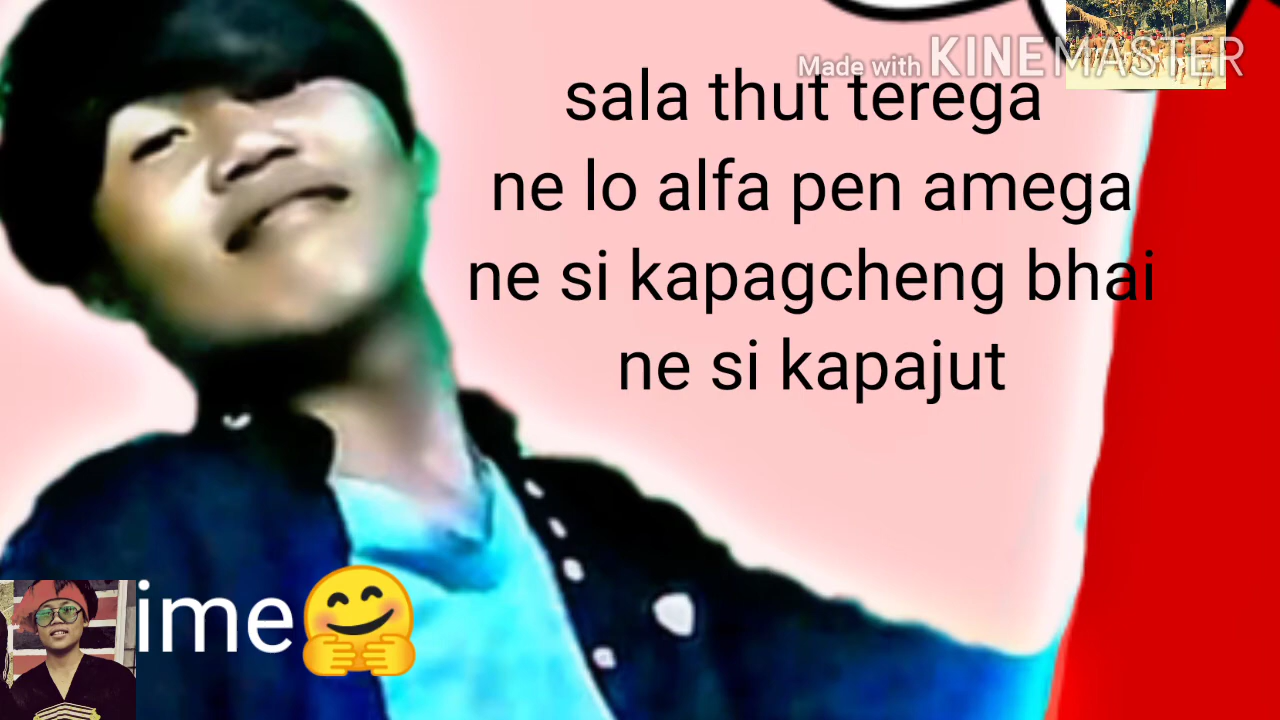 Made with KINEMASTER
sala thut terega
ne lo alfa pen amega
ne si kapagcheng bhai
ne si kapajut
ime🤗